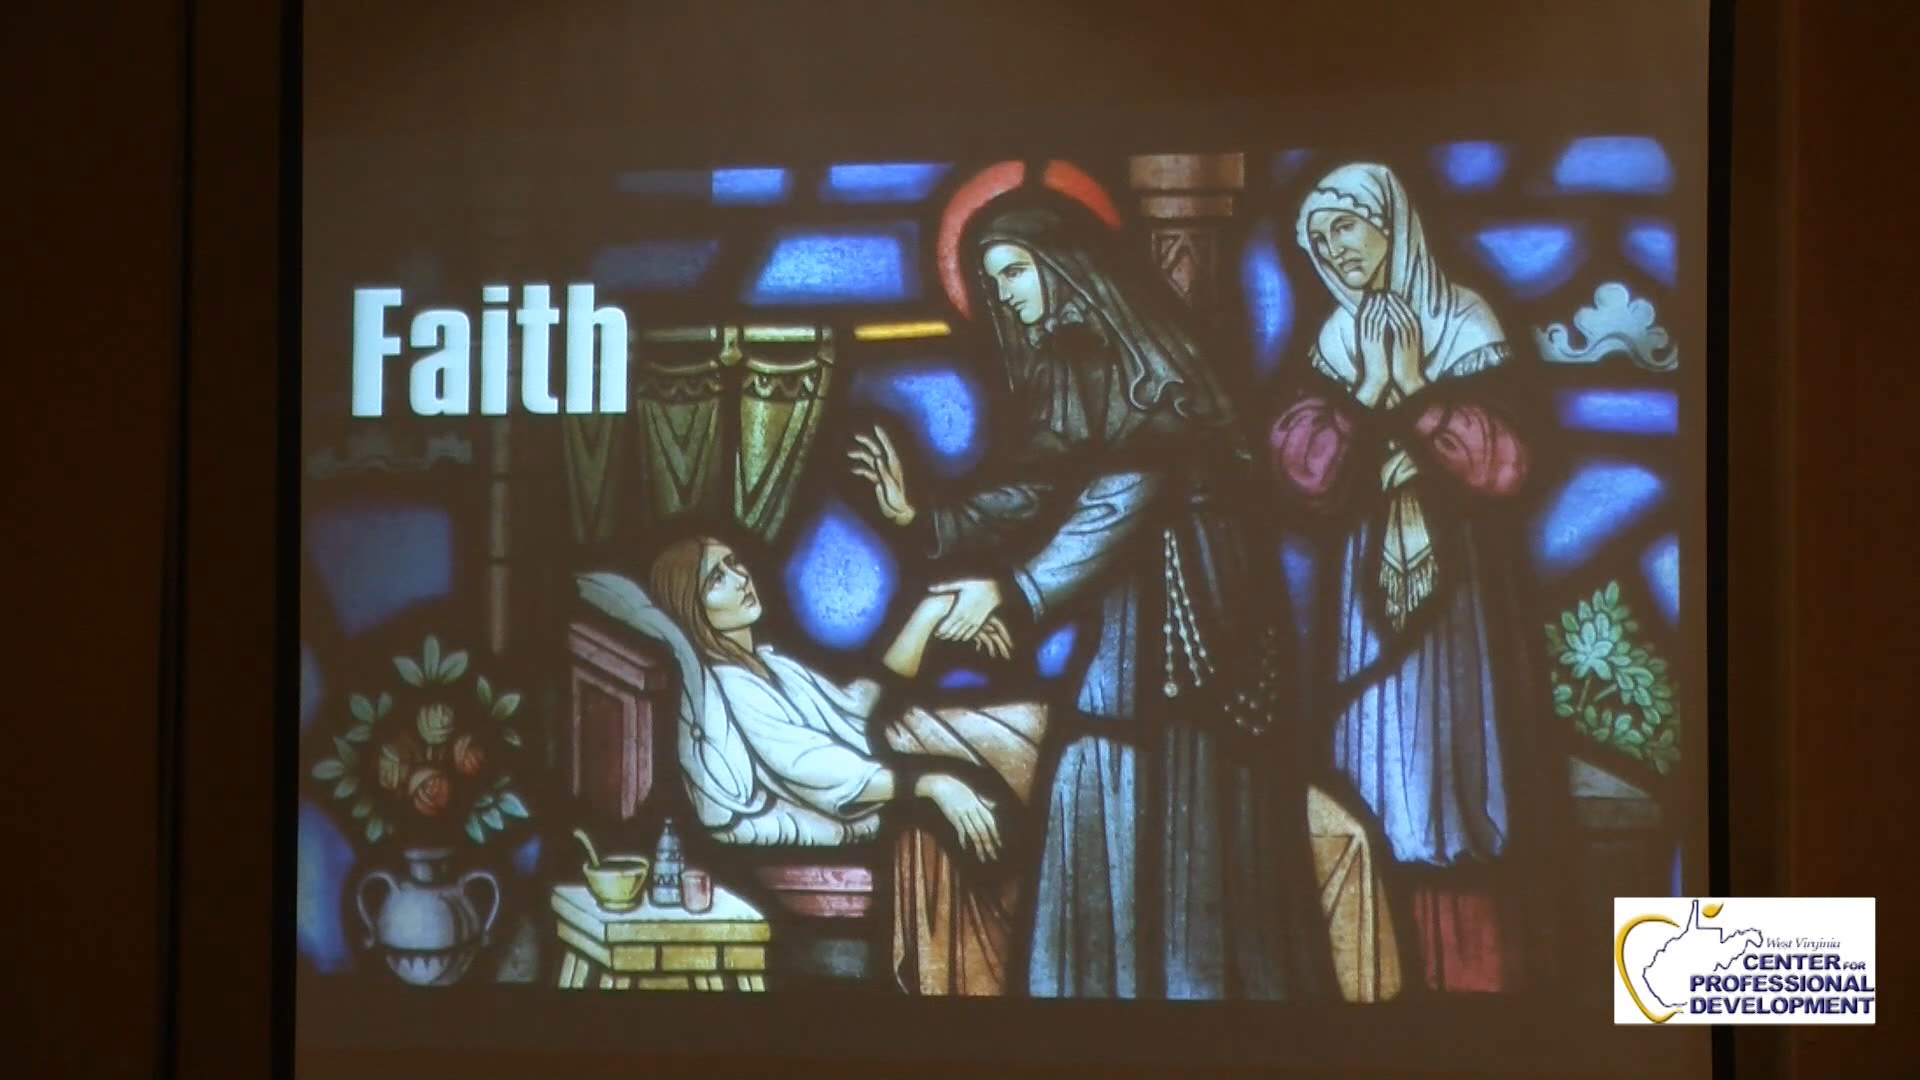 Faith
West Virginia
CENTER FOR
PROFESSIONAL
DEVELOPMENT